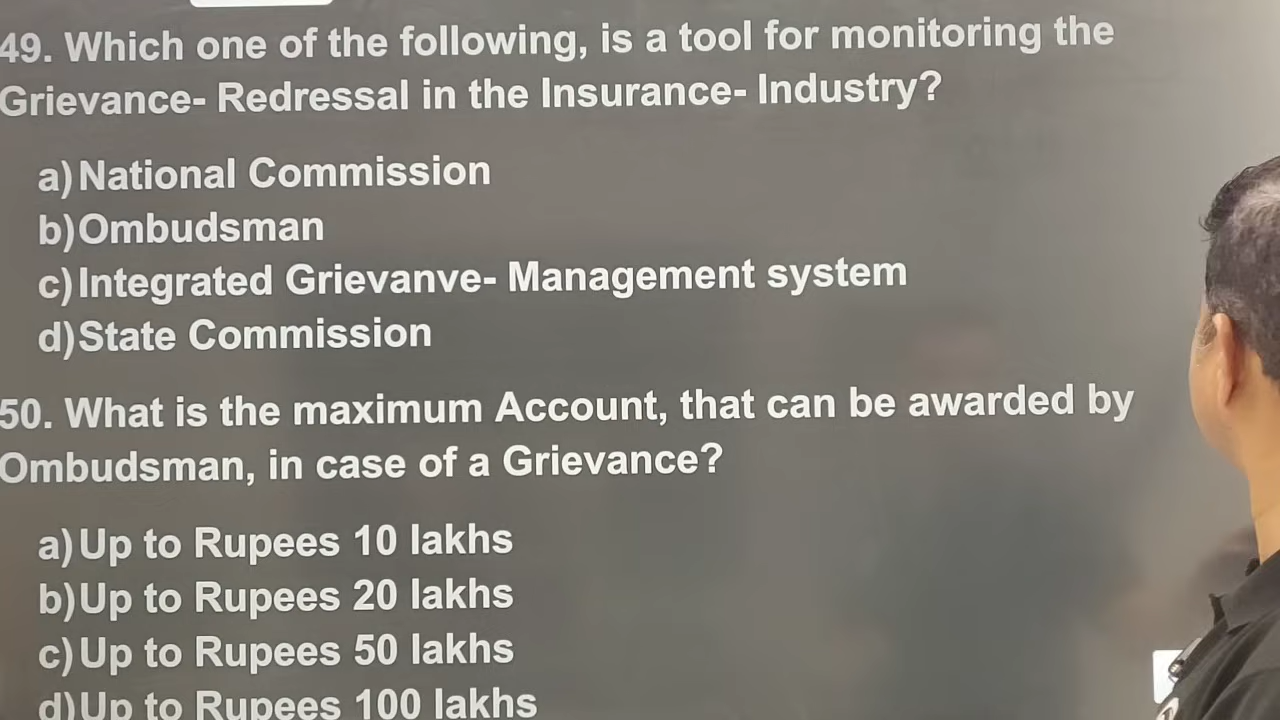 49. Which one of the following, is a tool for monitoring the
Grievance- Redressal in the Insurance- Industry?
a) National Commission
b) Ombudsman
c) Integrated Grievanve- Management system
d) State Commission
50. What is the maximum Account, that can be awarded by
Ombudsman, in case of a Grievance?
a) Up to Rupees 10 lakhs
b) Up to Rupees 20 lakhs
c) Up to Rupees 50 lakhs
d) Up to Rupees 100 lakhs